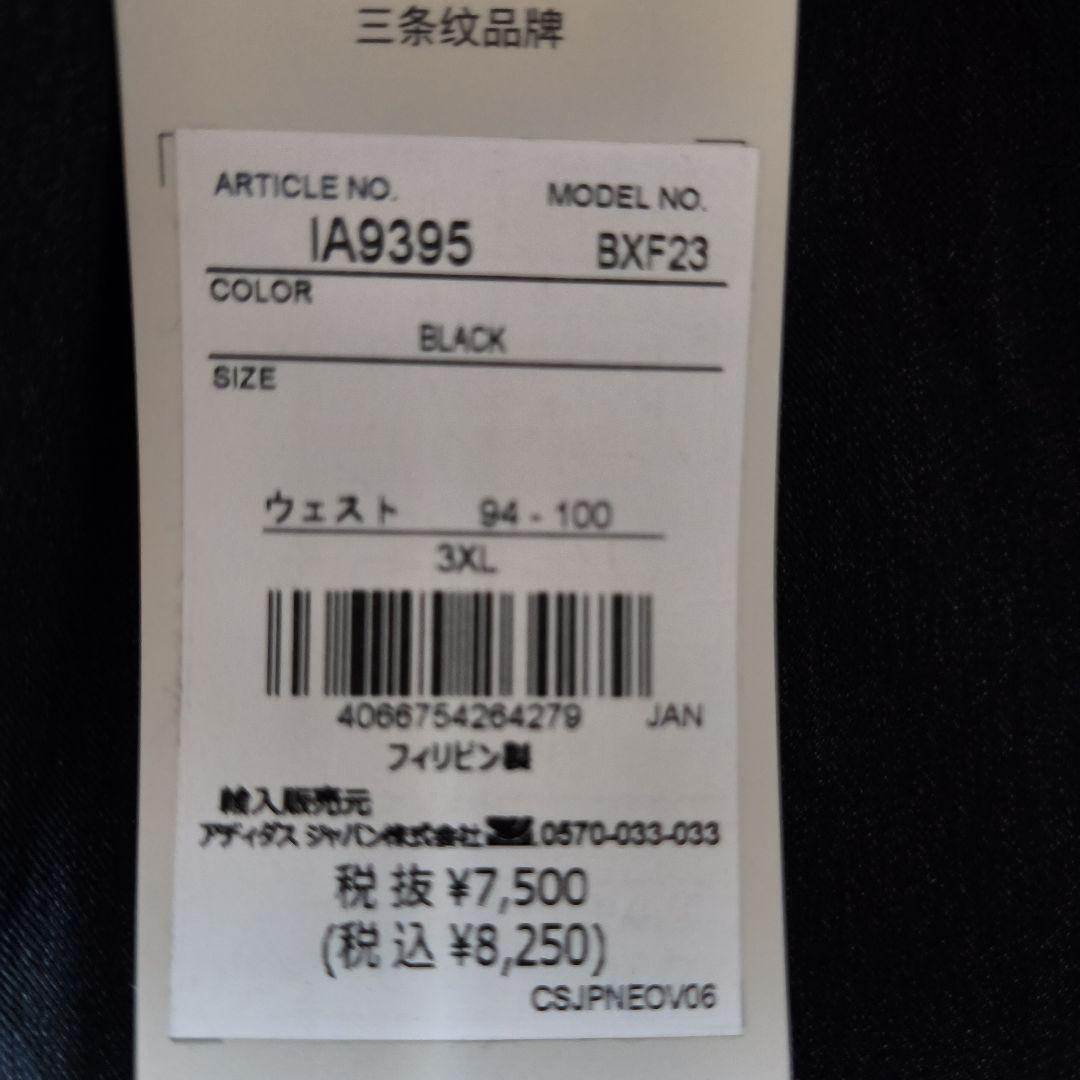 三条纹品牌
ARTICLE NO. MODEL NO.
IA9395 BXF23
COLOR
BLACK
SIZE
ウェスト 94 - 100
3XL
4066754264279 JAN
フィリピン製
輸入販売元
アディダス ジャパン株式会社 0570-033-033
税 抜 ¥7,500
(税 込 ¥8,250)
CSJPNEOV06